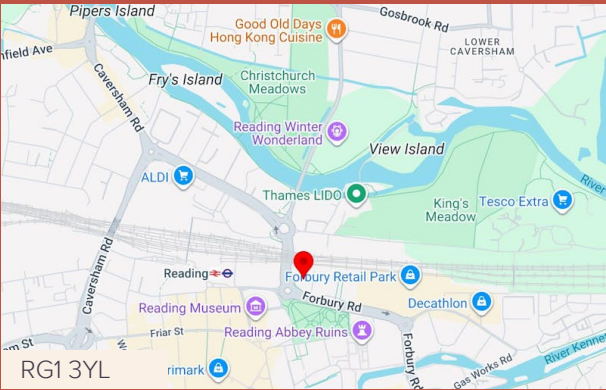 Pipers Island
Good Old Days
Hong Kong Cuisine
Gosbrook Rd
LOWER
CAVERSHAM
nfield Ave
Fry's Island
Christchurch
Meadows
Caversham Rd
Reading Winter
Wonderland
View Island
ALDI
Thames LIDO
King's
Meadow
Tesco Extra
River
Caversham Rd
Reading
Forbury Retail Park
Forbury Rd
Decathlon
Reading Museum
Friar St
Reading Abbey Ruins
Forbury Rd
River Kenne
Gas Works Rd
m St
W
rimark
RG1 3YL